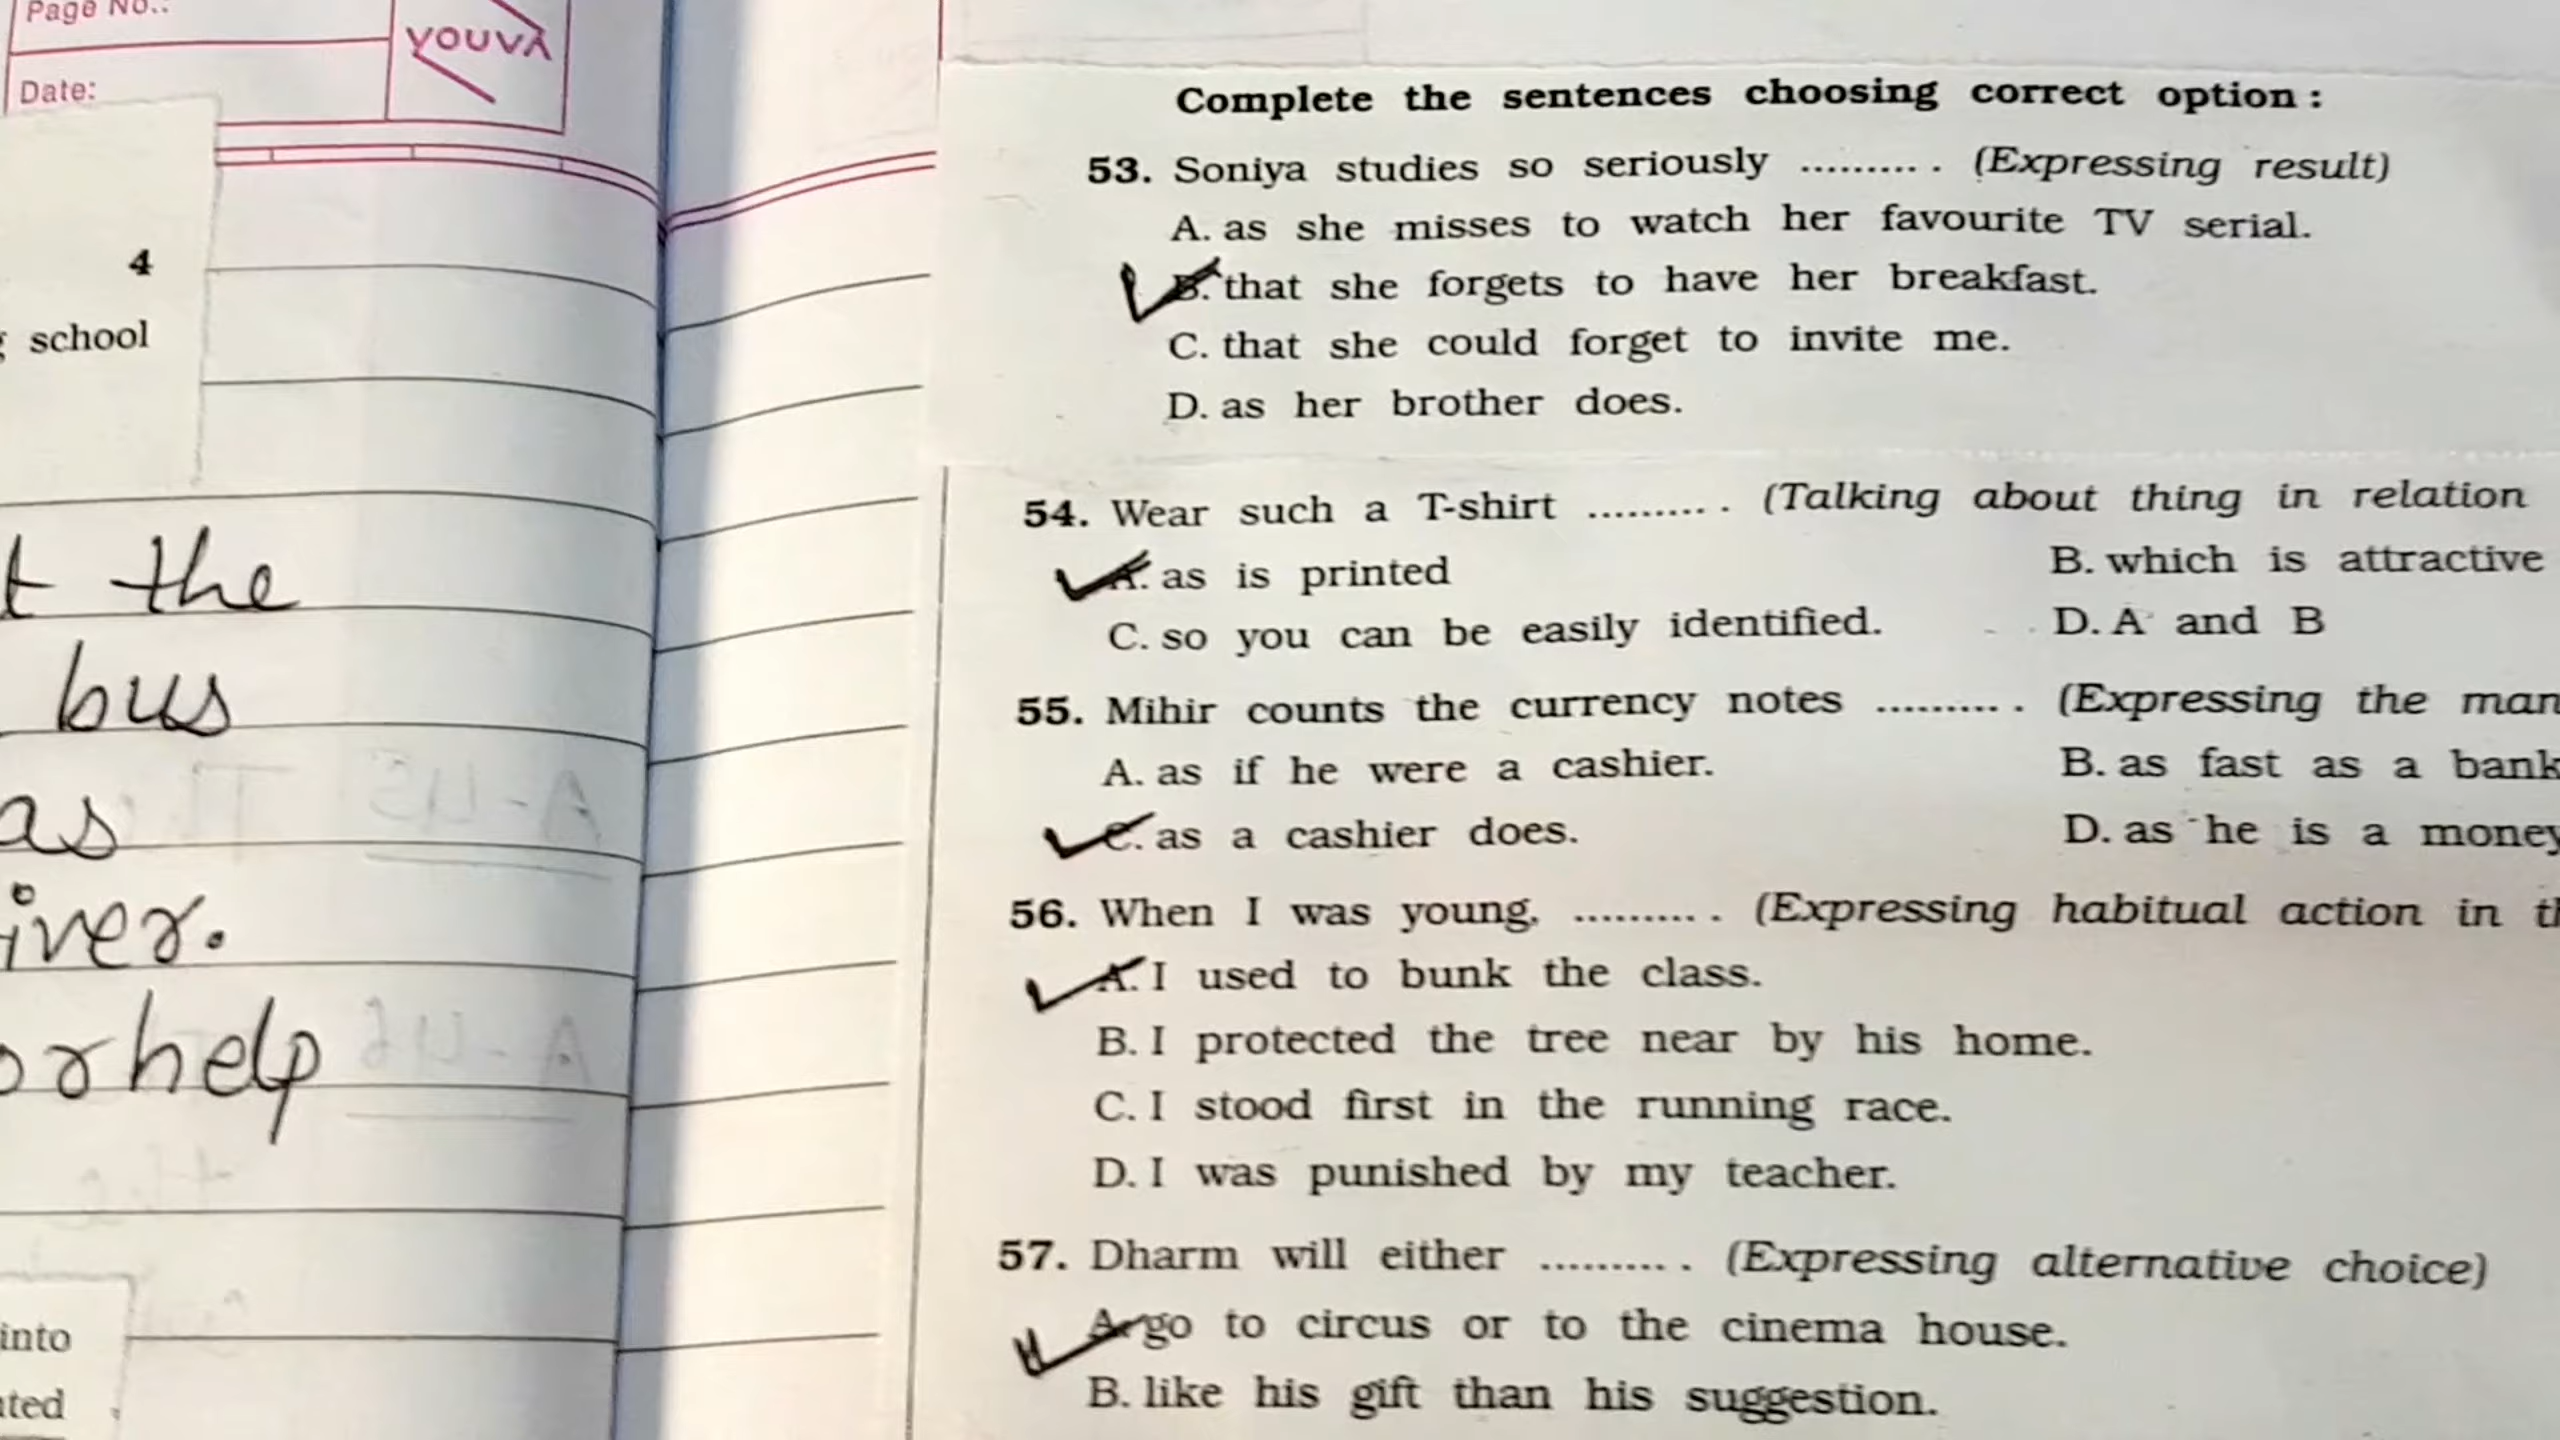 Page No.:
YOUVA
Date:
4
school
t the
bus
as
iver.
or help
into
Complete the sentences choosing correct option :
53. Soniya studies so seriously .......... . (Expressing result)
A. as she misses to watch her favourite TV serial.
B. that she forgets to have her breakfast.
C. that she could forget to invite me.
D. as her brother does.
54. Wear such a T-shirt .......... . (Talking about thing in relation
A. as is printed
B. which is attractive
C. so you can be easily identified.
D. A and B
55. Mihir counts the currency notes .......... . (Expressing the man
A. as if he were a cashier.
B. as fast as a bank
C. as a cashier does.
D. as he is a money
56. When I was young, .......... . (Expressing habitual action in th
A. I used to bunk the class.
B. I protected the tree near by his home.
C. I stood first in the running race.
D. I was punished by my teacher.
57. Dharm will either .......... . (Expressing alternative choice)
A. go to circus or to the cinema house.
B. like his gift than his suggestion.